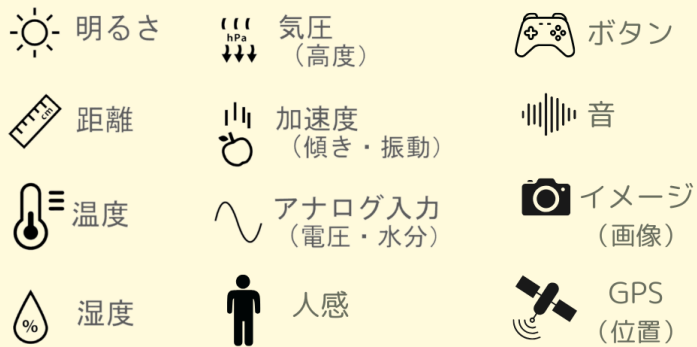 明るさ
hPa
気圧
（高度）
ボタン
cm
距離
加速度
（傾き・振動）
音
温度
アナログ入力
（電圧・水分）
イメージ
（画像）
%
湿度
人感
GPS
（位置）